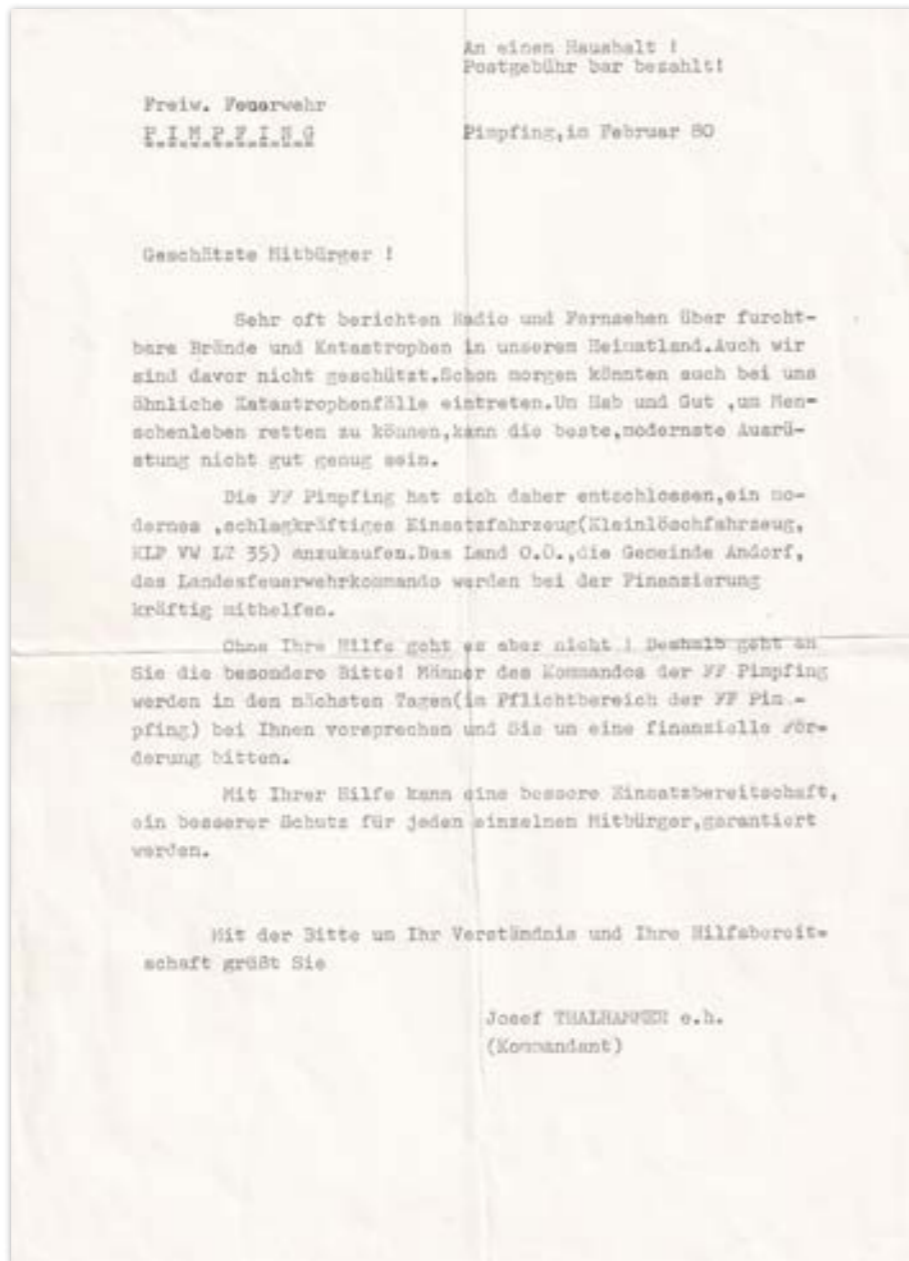 An einen Haushalt !
Postgebühr bar bezahlt!
Freiw. Feuerwehr
PIMPFING
Pimpfing,im Februar 80
Geschätzte Mitbürger !
Sehr oft berichten Radio und Fernsehen über furcht-
bare Brände und Katastrophen in unserem Heimatland.Auch wir
sind davor nicht geschützt.Schon morgen könnten auch bei uns
ähnliche Katastrophenfälle eintreten.Um Hab und Gut ,um Men-
schenleben retten zu können,kann die beste,modernste Ausrü-
stung nicht gut genug sein.
Die FF Pimpfing hat sich daher entschlossen,ein mo-
dernes ,schlagkräftiges Einsatzfahrzeug(Kleinlöschfahrzeug,
KLF VW LT 35) anzukaufen.Das Land O.Ö.,die Gemeinde Andorf,
das Landesfeuerwehrkommando werden bei der Finanzierung
kräftig mithelfen.
Ohne Ihre Hilfe geht es aber nicht ! Deshalb geht an
Sie die besondere Bitte! Männer des Kommandos der FF Pimpfing
werden in den nächsten Tagen(im Pflichtbereich der FF Pim -
pfing) bei Ihnen vorsprechen und Sie um eine finanzielle För-
derung bitten.
Mit Ihrer Hilfe kann eine bessere Einsatzbereitschaft,
ein besserer Schutz für jeden einzelnen Mitbürger,garantiert
werden.
Mit der Bitte um Ihr Verständnis und Ihre Hilfsbereit-
schaft grüßt Sie
Josef THALHAMMER e.h.
(Kommandant)